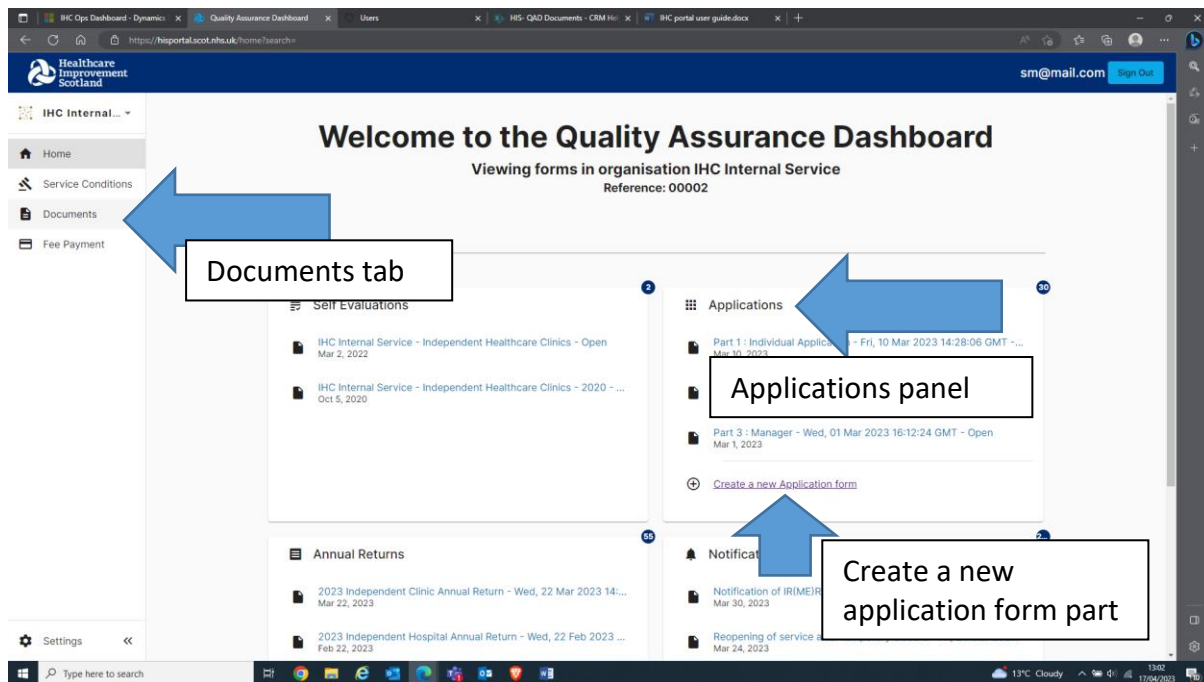 IHC Ops Dashboard - Dynamics
Quality Assurance Dashboard
Users
HIS- QAD Documents - CRM Hel
IHC portal user guide.docx
https://hisportal.scot.nhs.uk/home?search=
Healthcare
Improvement
Scotland
sm@mail.com
Sign Out
IHC Internal...
Home
Service Conditions
Documents
Fee Payment
Settings
Welcome to the Quality Assurance Dashboard
Viewing forms in organisation IHC Internal Service
Reference: 00002
Documents tab
Self Evaluations
2
IHC Internal Service - Independent Healthcare Clinics - Open
Mar 2, 2022
IHC Internal Service - Independent Healthcare Clinics - 2020 - ...
Oct 5, 2020
Applications
30
Part 1 : Individual Application - Fri, 10 Mar 2023 14:28:06 GMT -...
Mar 10, 2023
Applications panel
Part 3 : Manager - Wed, 01 Mar 2023 16:12:24 GMT - Open
Mar 1, 2023
Create a new Application form
Annual Returns
55
2023 Independent Clinic Annual Return - Wed, 22 Mar 2023 14:...
Mar 22, 2023
2023 Independent Hospital Annual Return - Wed, 22 Feb 2023 ...
Feb 22, 2023
2...
Notification of IR(ME)R
Mar 30, 2023
Reopening of service
Mar 24, 2023
Create a new
application form part
Type here to search
13°C Cloudy
13:02
17/04/2023